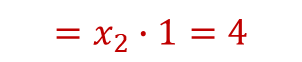 = x₂ · 1 = 4